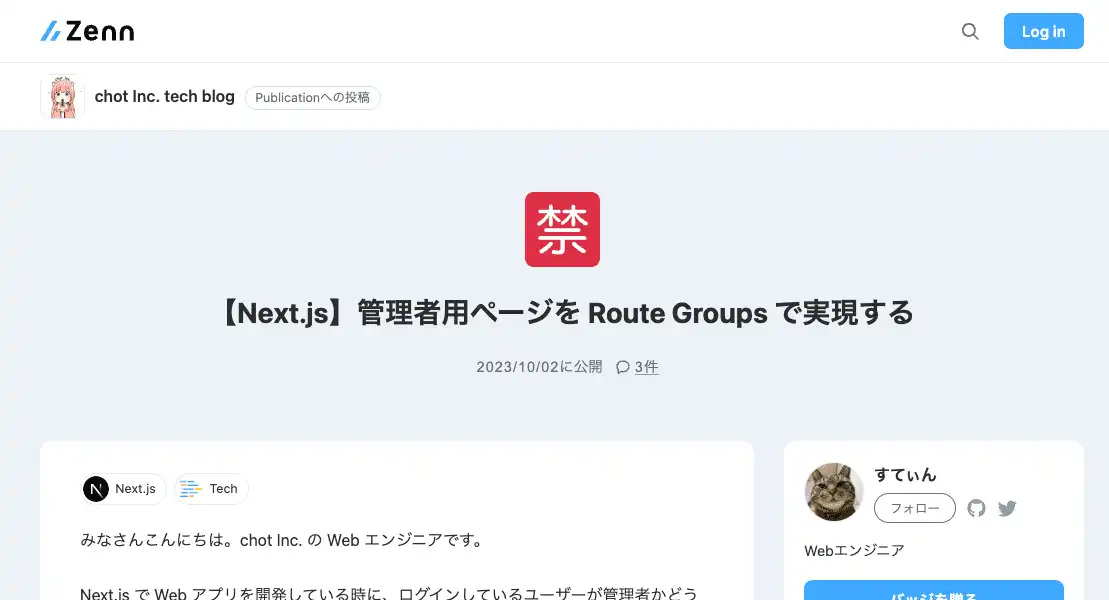 Zenn
Log in
chot Inc. tech blog
Publicationへの投稿
禁
【Next.js】管理者用ページを Route Groups で実現する
2023/10/02に公開
3件
Next.js
Tech
みなさんこんにちは。chot Inc. の Web エンジニアです。
Next.js で Web アプリを開発している時に、ログインしているユーザーが管理者かどう
すてぃん
フォロー
Webエンジニア
バッジを贈る